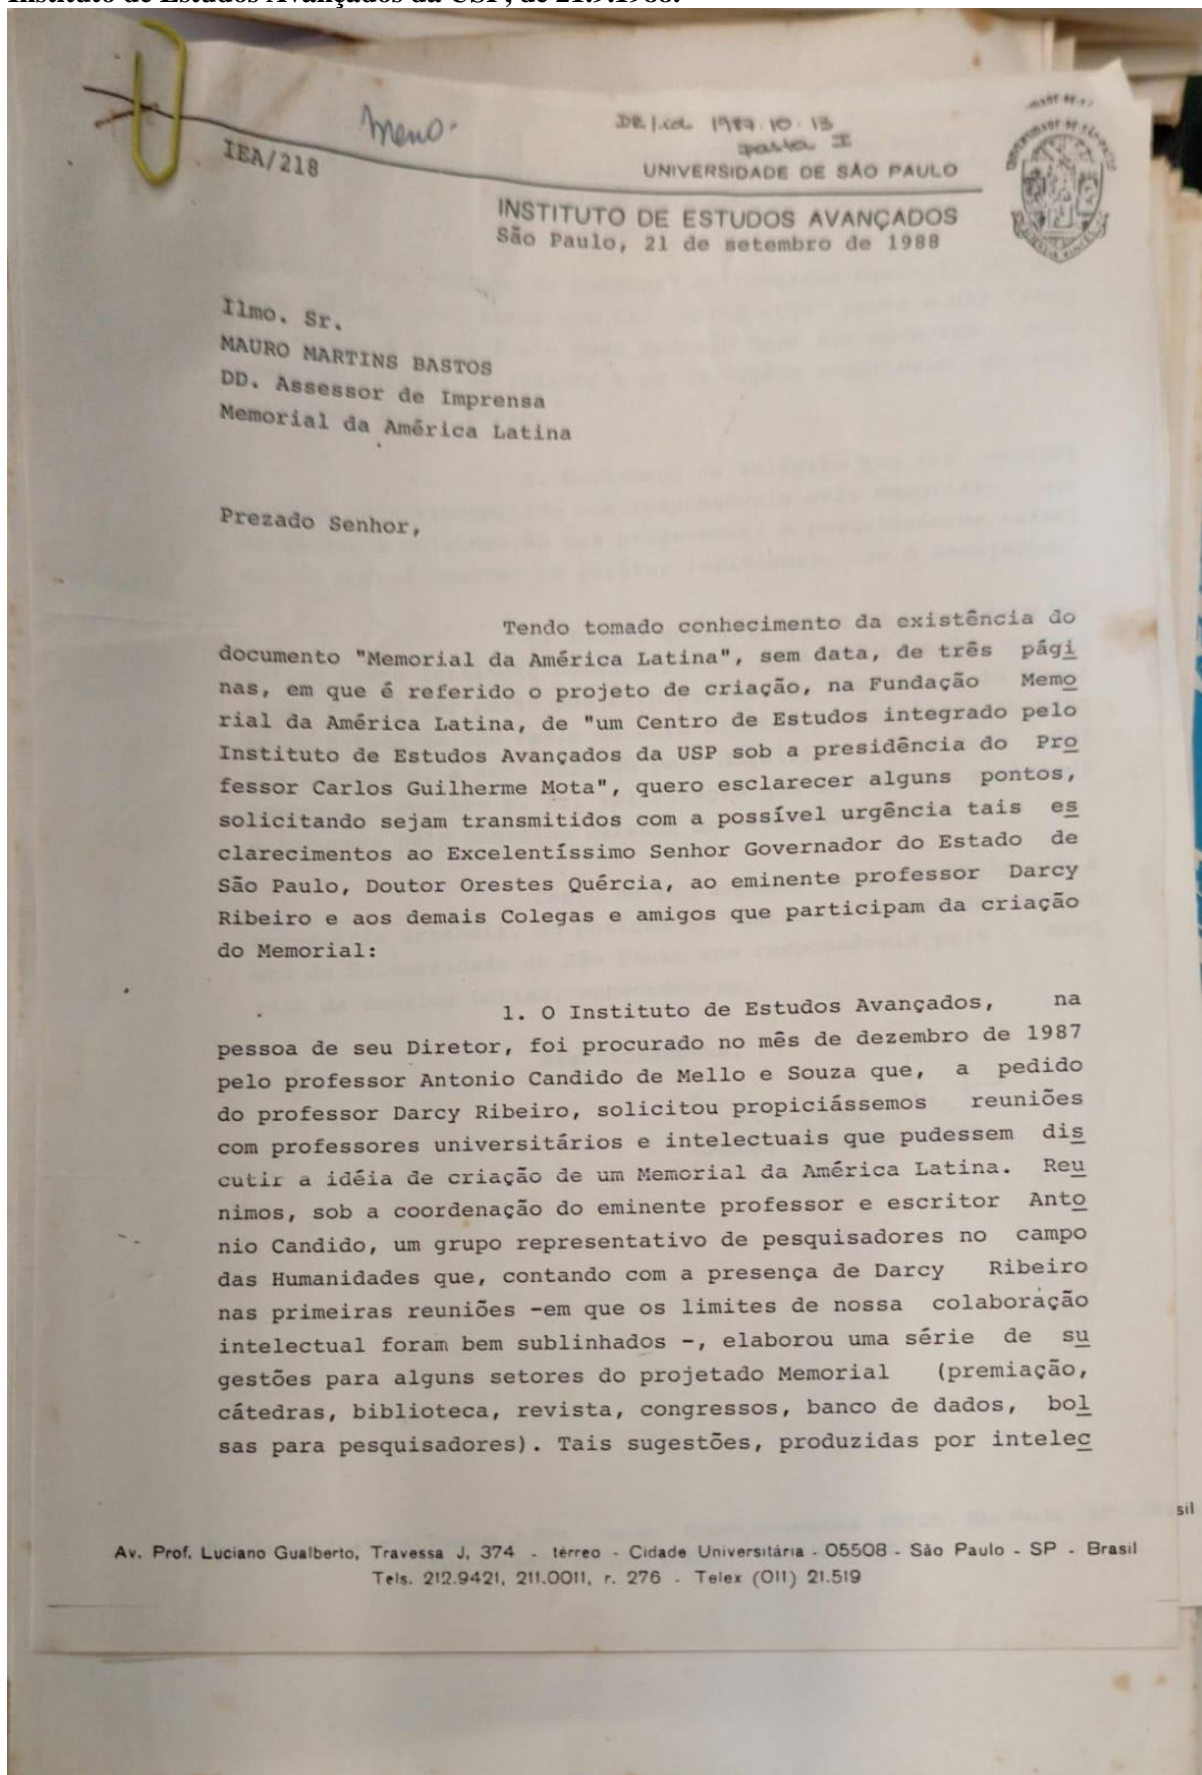 Instituto de Estudos Avançados da USP, de 21.9.1988.
Memo.
DR/id 1987.10.13
pasta I
IEA/218
UNIVERSIDADE DE SÃO PAULO
INSTITUTO DE ESTUDOS AVANÇADOS
São Paulo, 21 de setembro de 1988
Ilmo. Sr.
MAURO MARTINS BASTOS
DD. Assessor de Imprensa
Memorial da América Latina
Prezado Senhor,
Tendo tomado conhecimento da existência do
documento "Memorial da América Latina", sem data, de três pági
nas, em que é referido o projeto de criação, na Fundação Memo
rial da América Latina, de "um Centro de Estudos integrado pelo
Instituto de Estudos Avançados da USP sob a presidência do Pro
fessor Carlos Guilherme Mota", quero esclarecer alguns pontos,
solicitando sejam transmitidos com a possível urgência tais es
clarecimentos ao Excelentíssimo Senhor Governador do Estado de
São Paulo, Doutor Orestes Quércia, ao eminente professor Darcy
Ribeiro e aos demais Colegas e amigos que participam da criação
do Memorial:
1. O Instituto de Estudos Avançados, na
pessoa de seu Diretor, foi procurado no mês de dezembro de 1987
pelo professor Antonio Candido de Mello e Souza que, a pedido
do professor Darcy Ribeiro, solicitou propiciássemos reuniões
com professores universitários e intelectuais que pudessem dis
cutir a idéia de criação de um Memorial da América Latina. Reu
nimos, sob a coordenação do eminente professor e escritor Anto
nio Candido, um grupo representativo de pesquisadores no campo
das Humanidades que, contando com a presença de Darcy Ribeiro
nas primeiras reuniões -em que os limites de nossa colaboração
intelectual foram bem sublinhados -, elaborou uma série de su
gestões para alguns setores do projetado Memorial (premiação,
cátedras, biblioteca, revista, congressos, banco de dados, bol
sas para pesquisadores). Tais sugestões, produzidas por intelec
sil
Av. Prof. Luciano Gualberto, Travessa J, 374 - térreo - Cidade Universitária - 05508 - São Paulo - SP - Brasil
Tels. 212.9421, 211.0011, r. 276 - Telex (011) 21.519